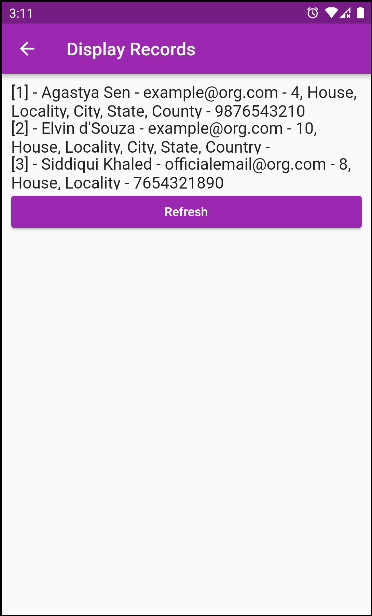 3:11
Display Records
[1] - Agastya Sen - example@org.com - 4, House,
Locality, City, State, County - 9876543210
[2] - Elvin d'Souza - example@org.com - 10,
House, Locality, City, State, Country -
[3] - Siddiqui Khaled - officialemail@org.com - 8,
House, Locality - 7654321890
Refresh